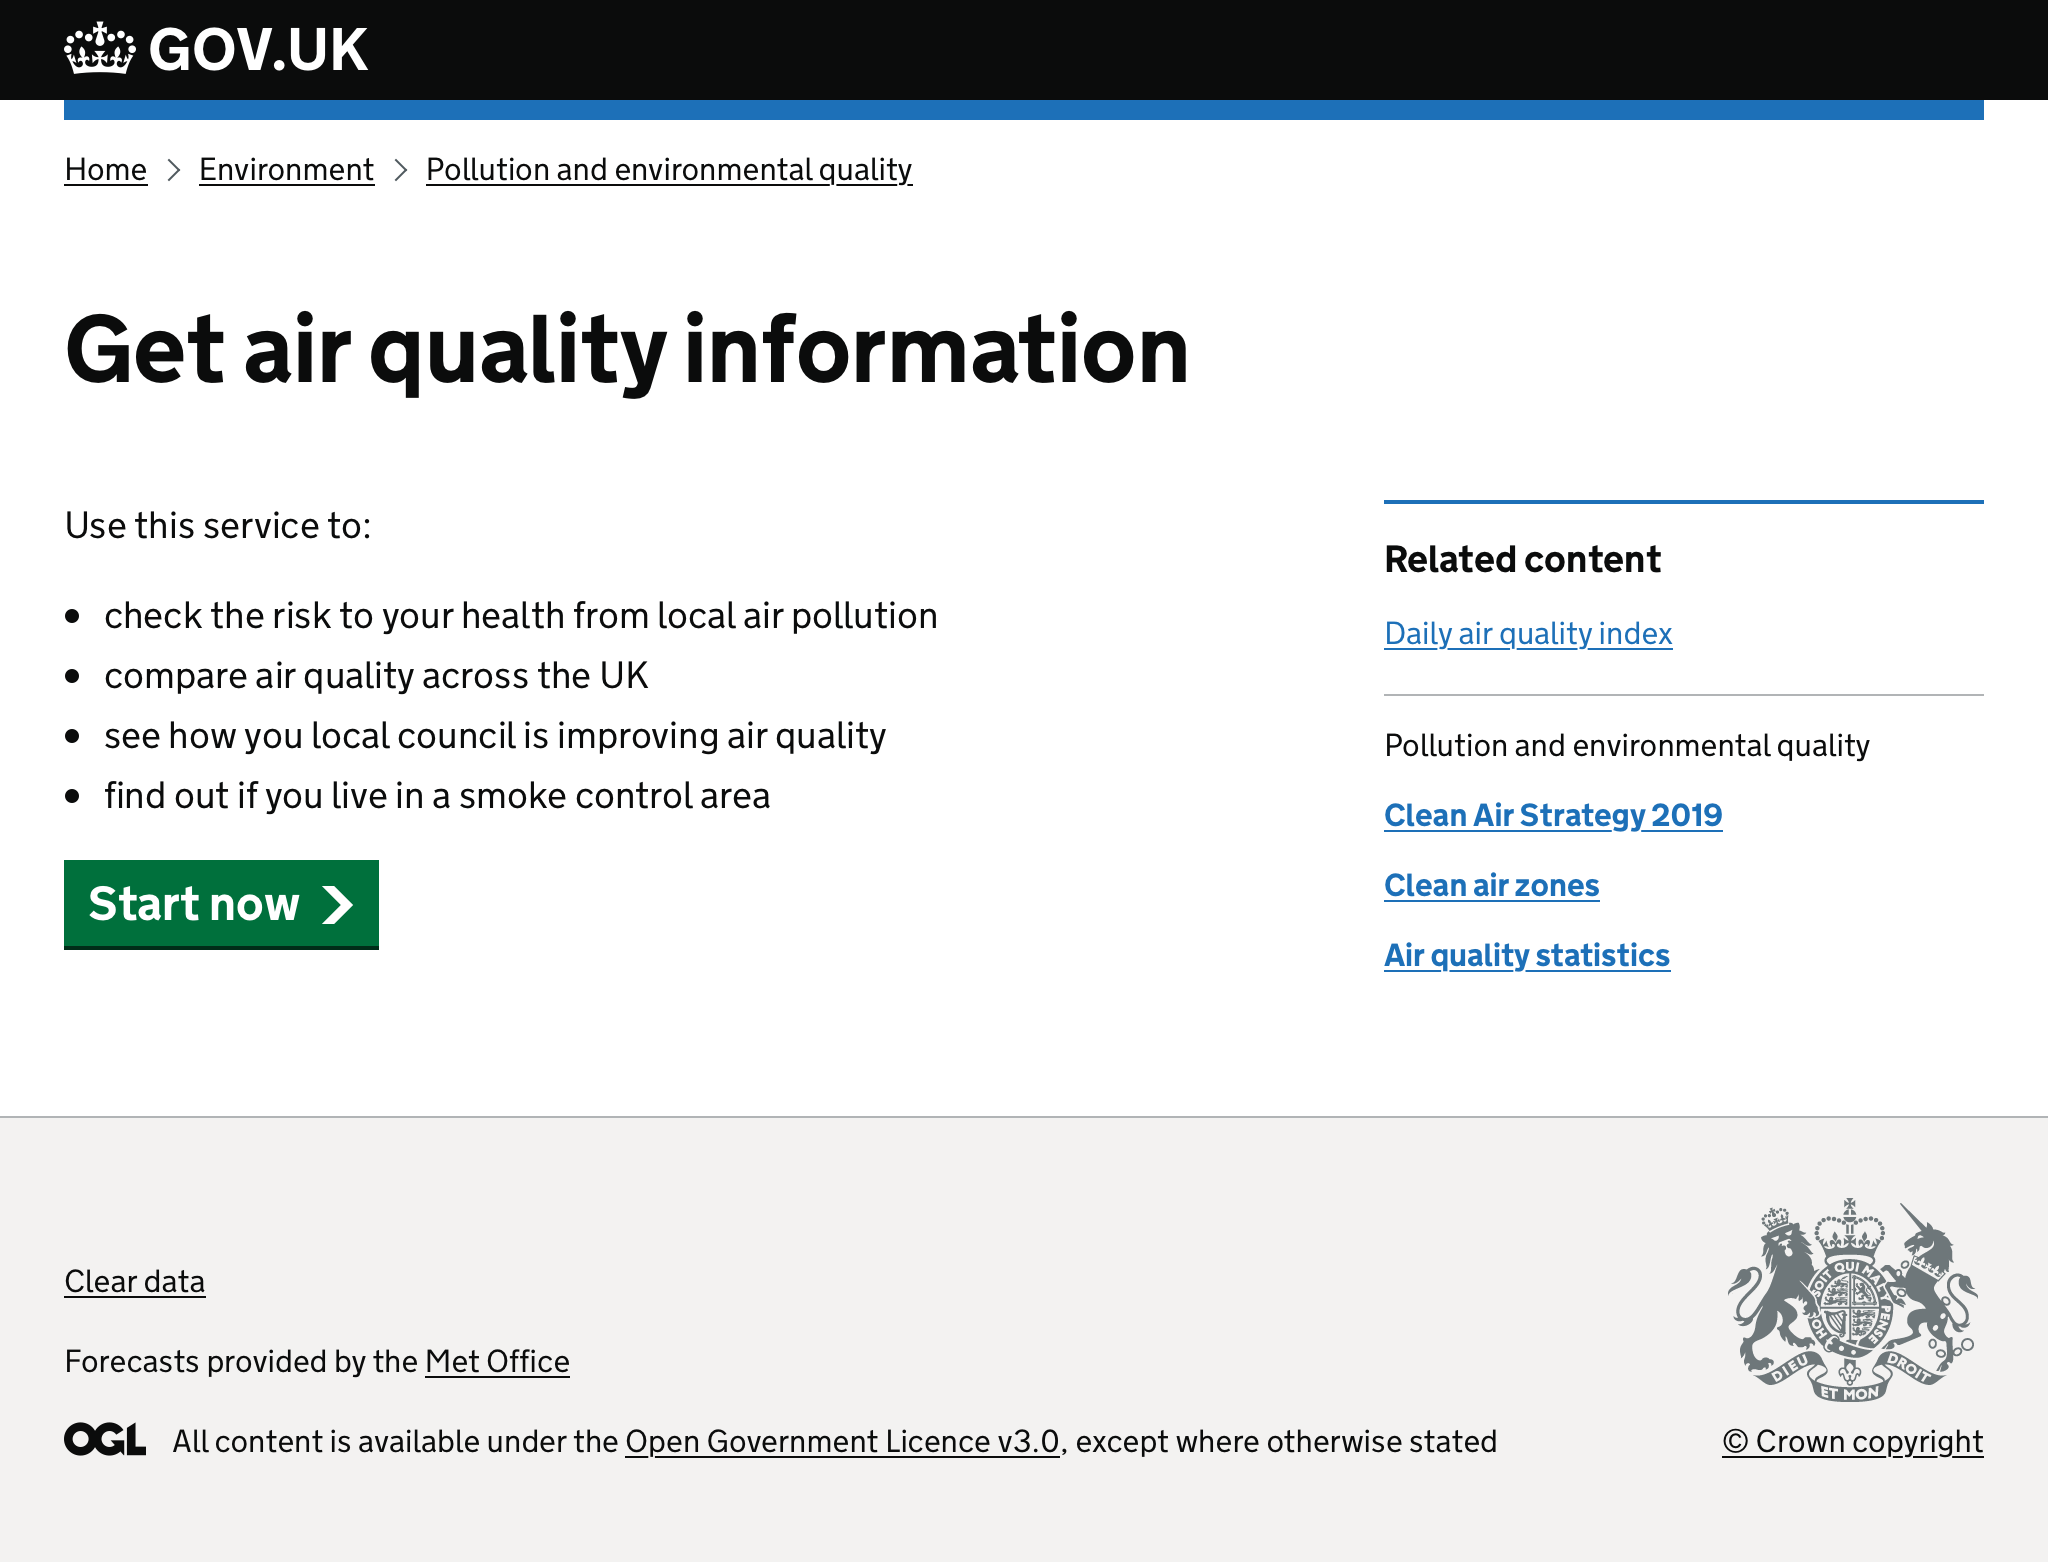 GOV.UK
Home
Environment
Pollution and environmental quality
Get air quality information
Use this service to:
check the risk to your health from local air pollution
compare air quality across the UK
see how you local council is improving air quality
find out if you live in a smoke control area
Start now
Related content
Daily air quality index
Pollution and environmental quality
Clean Air Strategy 2019
Clean air zones
Air quality statistics
Clear data
Forecasts provided by the Met Office
OGL All content is available under the Open Government Licence v3.0, except where otherwise stated
SOIT QUI MAL
PENSE
DIEU ET MON DROIT
© Crown copyright